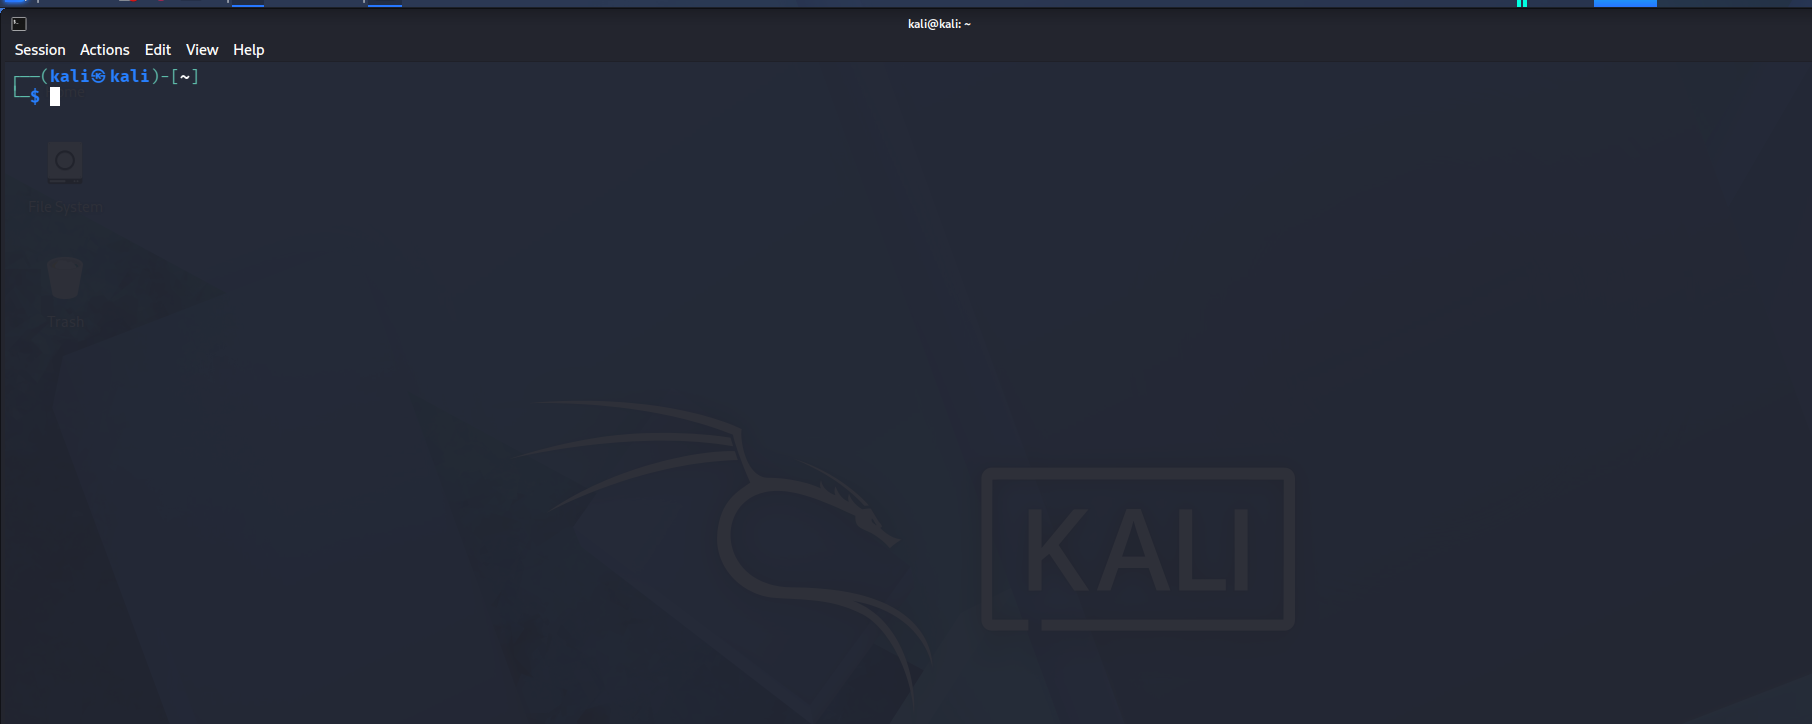 kali@kali: ~
Session Actions Edit View Help
┌──(kali㉿kali)-[~]
└─$
File System
Trash
KALI